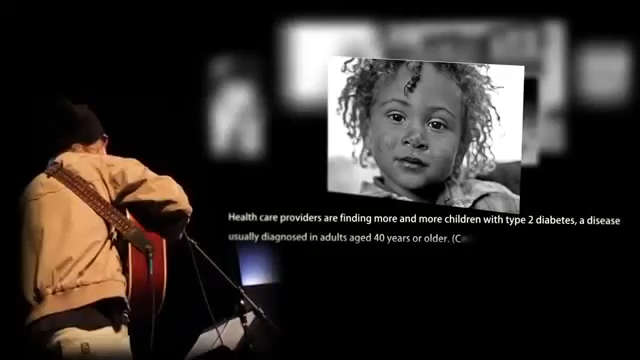 Health care providers are finding more and more children with type 2 diabetes, a disease
usually diagnosed in adults aged 40 years or older.